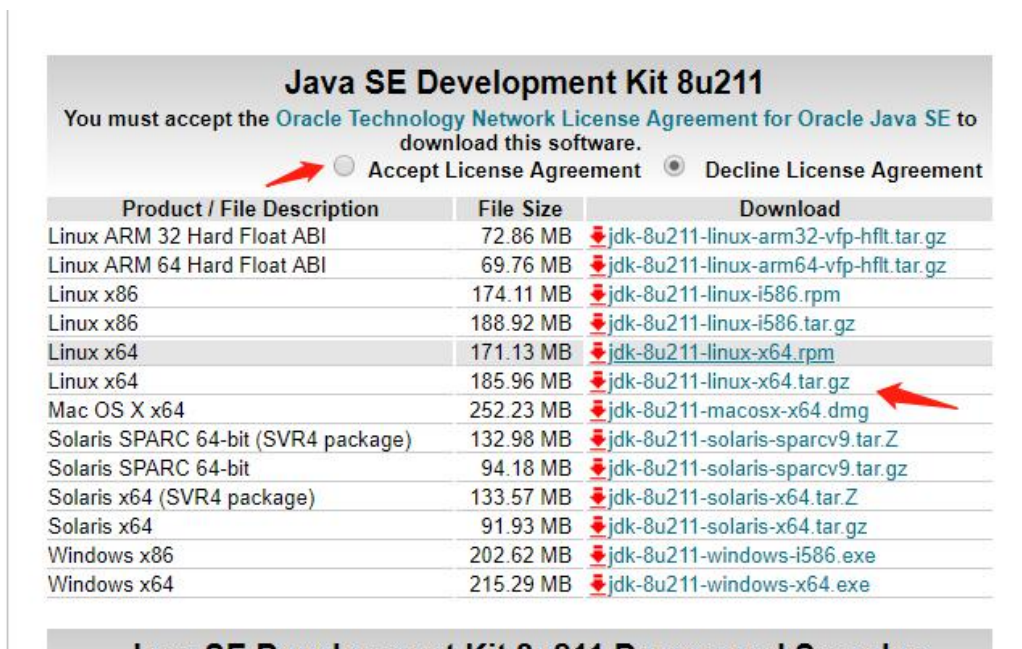 Java SE Development Kit 8u211
You must accept the Oracle Technology Network License Agreement for Oracle Java SE to
download this software.
Accept License Agreement Decline License Agreement
Product / File Description File Size Download
Linux ARM 32 Hard Float ABI 72.86 MB jdk-8u211-linux-arm32-vfp-hflt.tar.gz
Linux ARM 64 Hard Float ABI 69.76 MB jdk-8u211-linux-arm64-vfp-hflt.tar.gz
Linux x86 174.11 MB jdk-8u211-linux-i586.rpm
Linux x86 188.92 MB jdk-8u211-linux-i586.tar.gz
Linux x64 171.13 MB jdk-8u211-linux-x64.rpm
Linux x64 185.96 MB jdk-8u211-linux-x64.tar.gz
Mac OS X x64 252.23 MB jdk-8u211-macosx-x64.dmg
Solaris SPARC 64-bit (SVR4 package) 132.98 MB jdk-8u211-solaris-sparcv9.tar.Z
Solaris SPARC 64-bit 94.18 MB jdk-8u211-solaris-sparcv9.tar.gz
Solaris x64 (SVR4 package) 133.57 MB jdk-8u211-solaris-x64.tar.Z
Solaris x64 91.93 MB jdk-8u211-solaris-x64.tar.gz
Windows x86 202.62 MB jdk-8u211-windows-i586.exe
Windows x64 215.29 MB jdk-8u211-windows-x64.exe